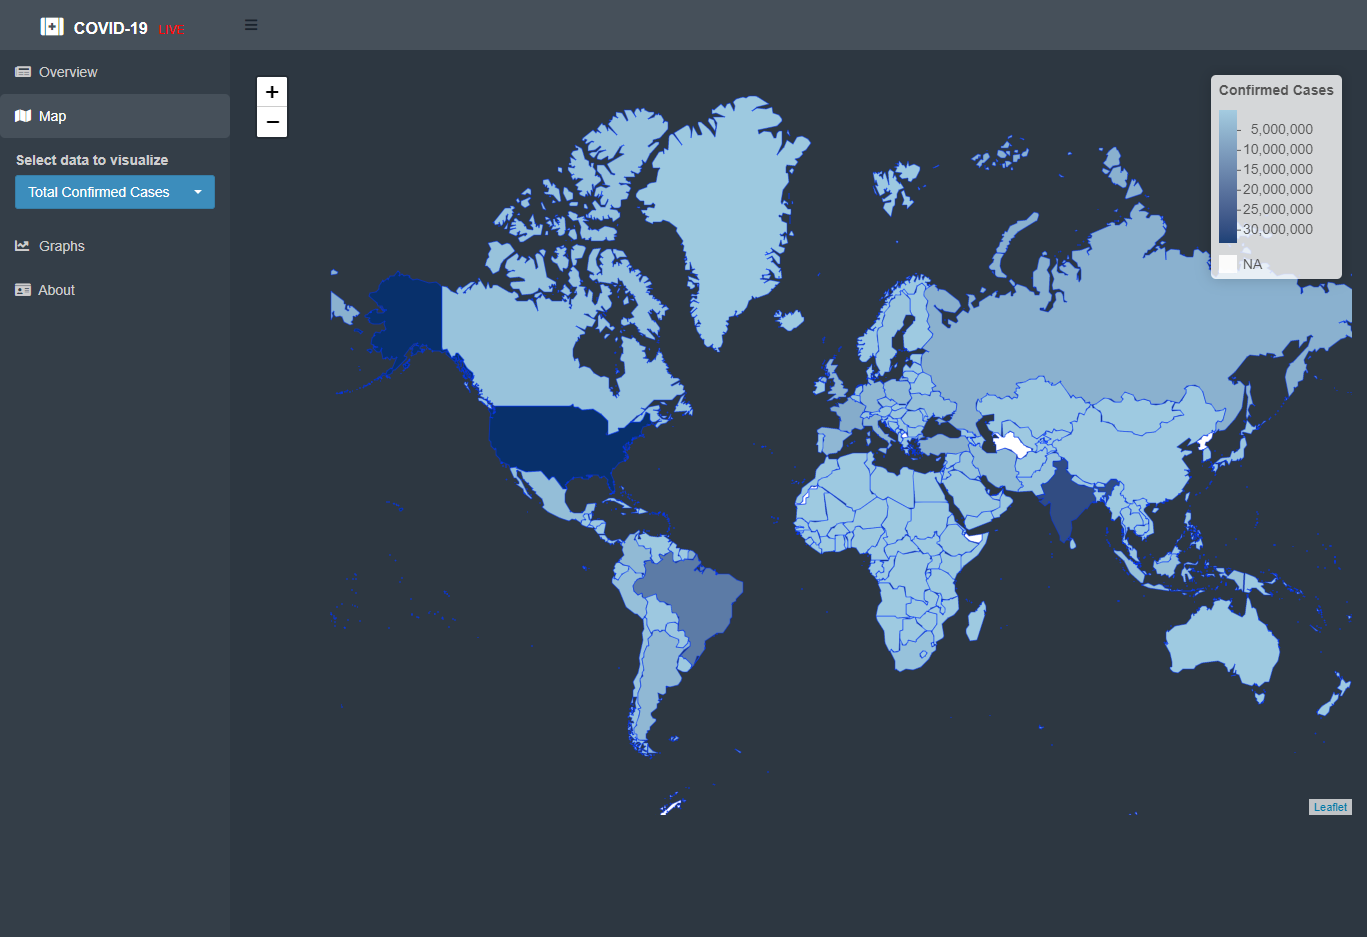 COVID-19 LIVE
Overview
Map
Select data to visualize
Total Confirmed Cases
Graphs
About
+
−
Confirmed Cases
5,000,000
10,000,000
15,000,000
20,000,000
25,000,000
30,000,000
NA
Leaflet